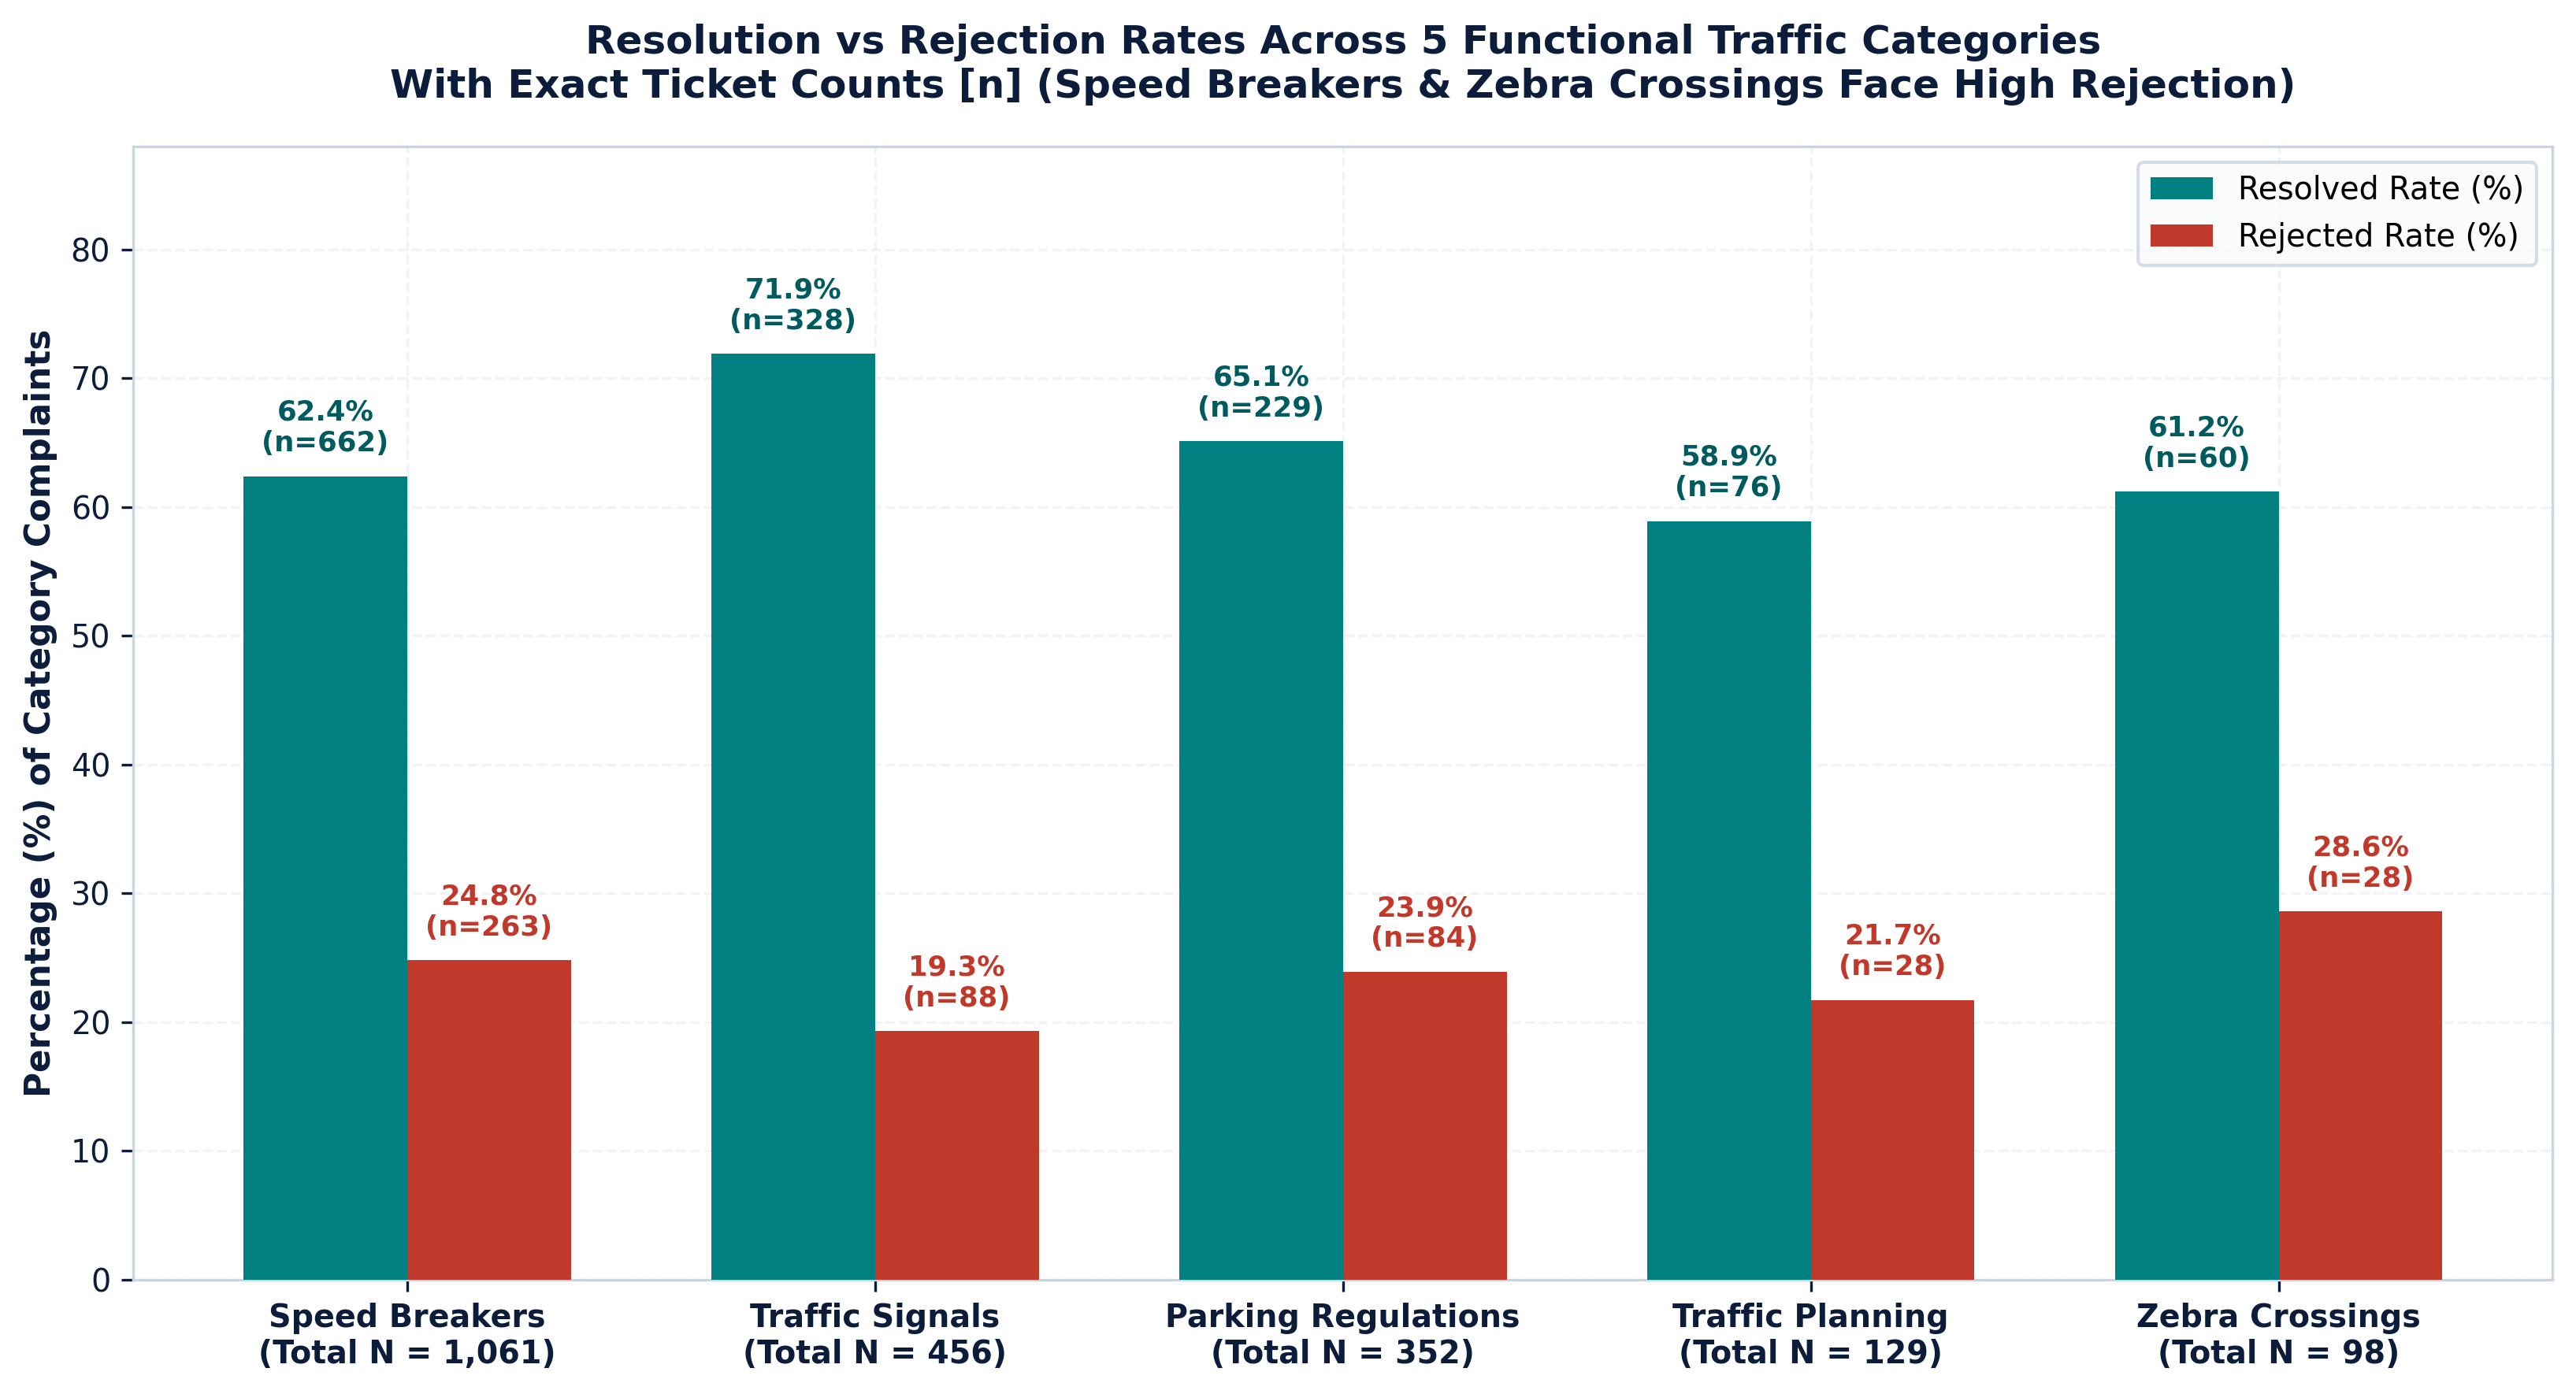 Resolution vs Rejection Rates Across 5 Functional Traffic Categories
With Exact Ticket Counts [n] (Speed Breakers & Zebra Crossings Face High Rejection)
Resolved Rate (%)
Rejected Rate (%)
Percentage (%) of Category Complaints
80
70
60
50
40
30
20
10
0
62.4%
(n=662)
24.8%
(n=263)
71.9%
(n=328)
19.3%
(n=88)
65.1%
(n=229)
23.9%
(n=84)
58.9%
(n=76)
21.7%
(n=28)
61.2%
(n=60)
28.6%
(n=28)
Speed Breakers
(Total N = 1,061)
Traffic Signals
(Total N = 456)
Parking Regulations
(Total N = 352)
Traffic Planning
(Total N = 129)
Zebra Crossings
(Total N = 98)